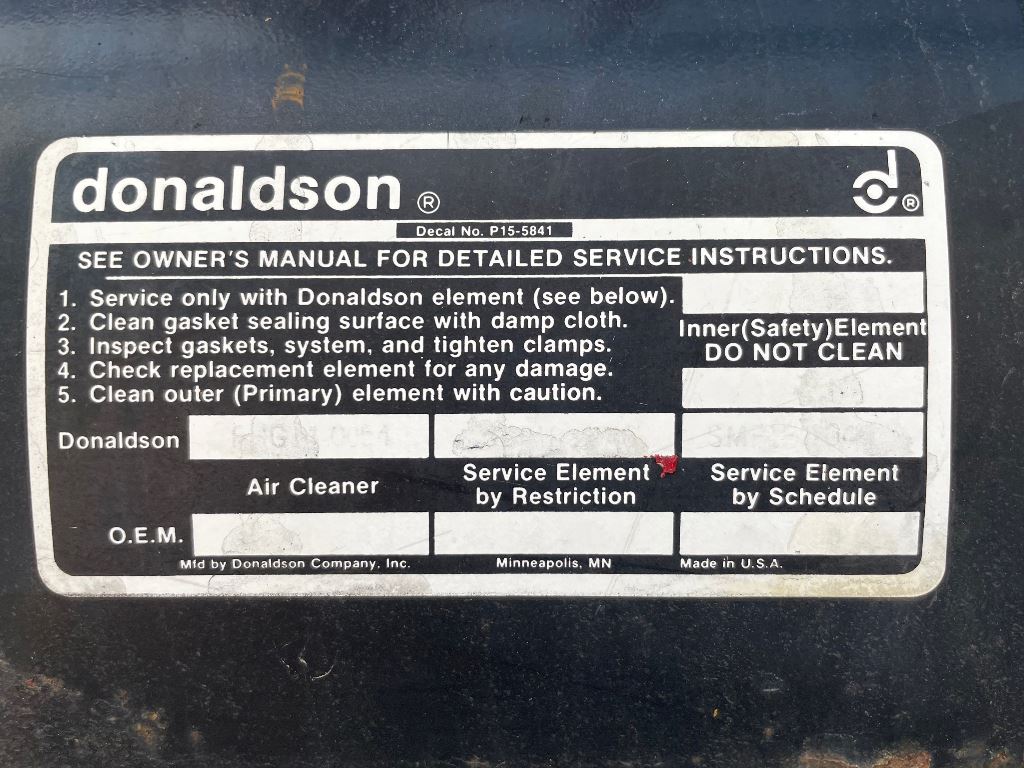 donaldson ®
d ®
Decal No. P15-5841
SEE OWNER'S MANUAL FOR DETAILED SERVICE INSTRUCTIONS.
1. Service only with Donaldson element (see below).
2. Clean gasket sealing surface with damp cloth.
3. Inspect gaskets, system, and tighten clamps.
4. Check replacement element for any damage.
5. Clean outer (Primary) element with caution.
Inner(Safety)Element
DO NOT CLEAN
Donaldson
Air Cleaner
Service Element
by Restriction
Service Element
by Schedule
O.E.M.
Mfd by Donaldson Company, Inc. Minneapolis, MN Made in U.S.A.